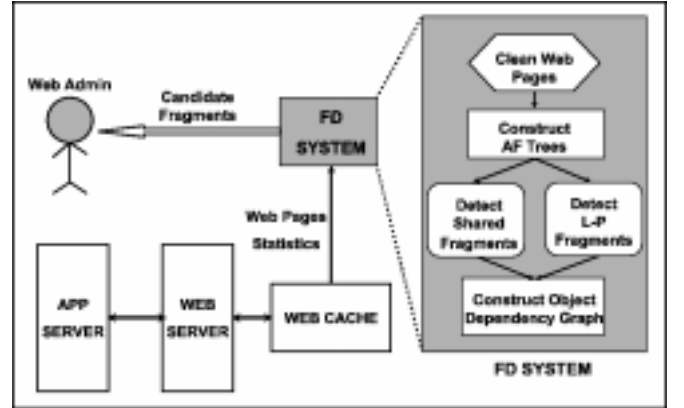 Web Admin
Candidate
Fragments
FD
SYSTEM
Web Pages
Statistics
APP
SERVER
WEB
SERVER
WEB CACHE
Clean Web
Pages
Construct
AF Trees
Detect
Shared
Fragments
Detect
L-P
Fragments
Construct Object
Dependency Graph
FD SYSTEM